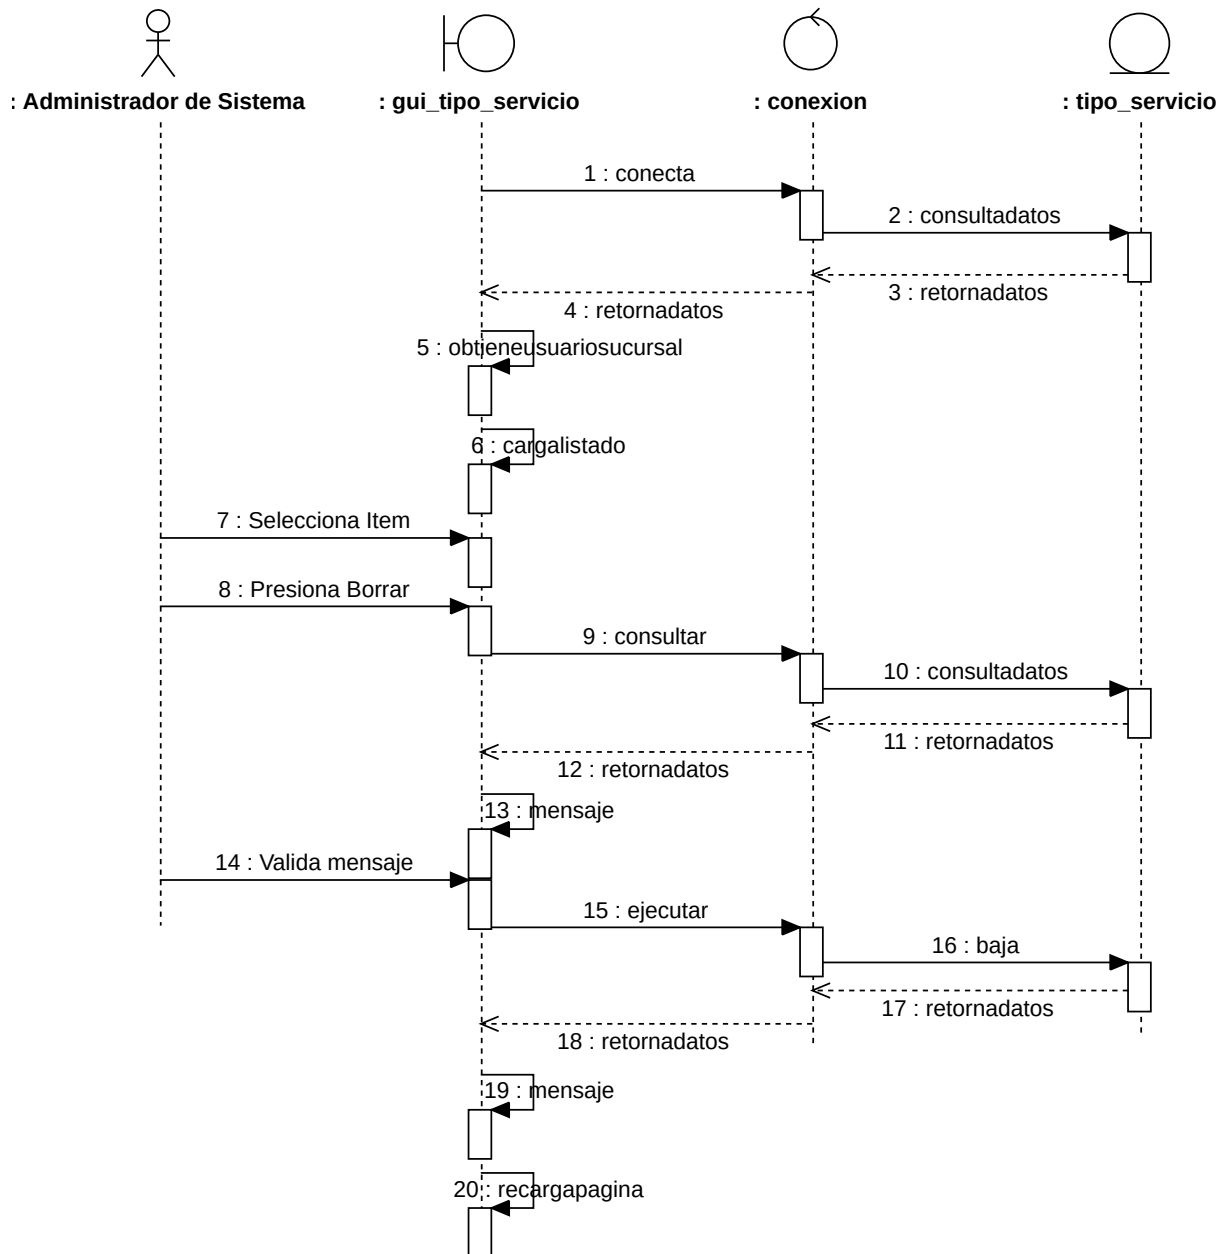 : Administrador de Sistema
: gui_tipo_servicio
: conexion
: tipo_servicio
1 : conecta
2 : consultadatos
3 : retornadatos
4 : retornadatos
5 : obtieneusuariosucursal
6 : cargalistado
7 : Selecciona Item
8 : Presiona Borrar
9 : consultar
10 : consultadatos
11 : retornadatos
12 : retornadatos
13 : mensaje
14 : Valida mensaje
15 : ejecutar
16 : baja
17 : retornadatos
18 : retornadatos
19 : mensaje
20 : recargapagina